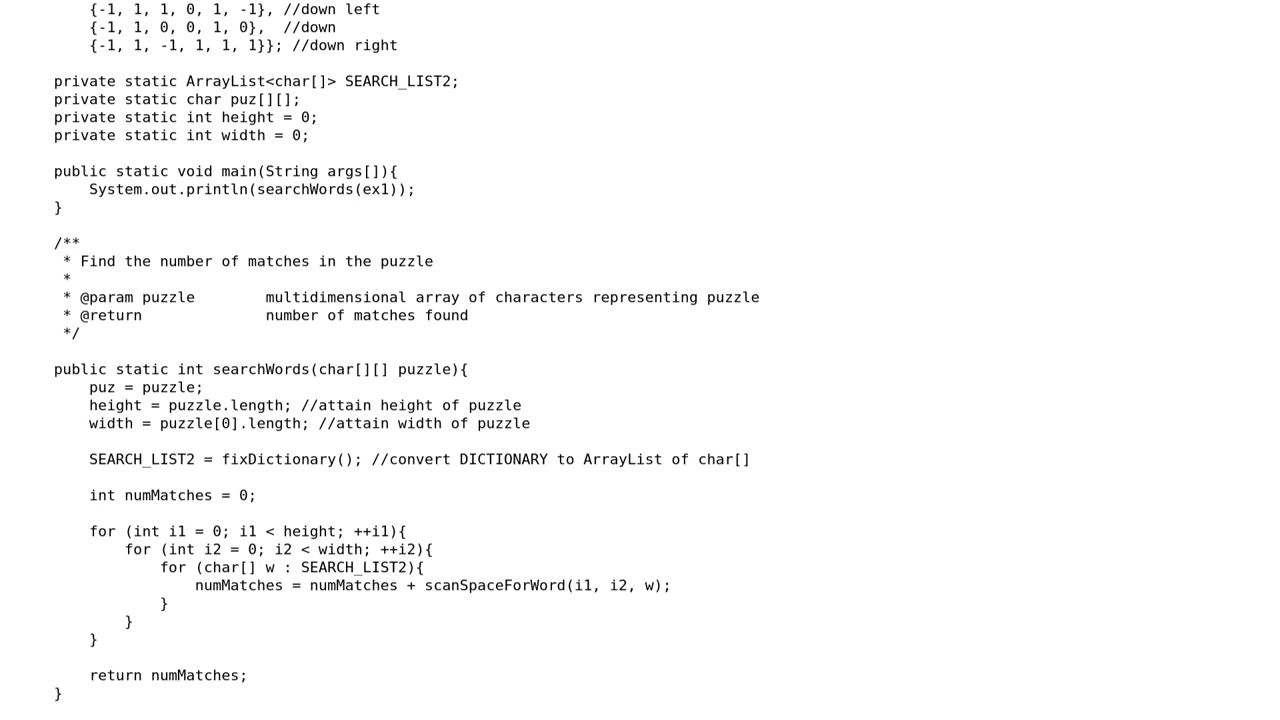 {-1, 1, 1, 0, 1, -1}, //down left
{-1, 1, 0, 0, 1, 0},  //down
{-1, 1, -1, 1, 1, 1}}; //down right
private static ArrayList<char[]> SEARCH_LIST2;
private static char puz[][];
private static int height = 0;
private static int width = 0;
public static void main(String args[]){
System.out.println(searchWords(ex1));
}
/**
* Find the number of matches in the puzzle
*
* @param puzzle        multidimensional array of characters representing puzzle
* @return              number of matches found
*/
public static int searchWords(char[][] puzzle){
puz = puzzle;
height = puzzle.length; //attain height of puzzle
width = puzzle[0].length; //attain width of puzzle
SEARCH_LIST2 = fixDictionary(); //convert DICTIONARY to ArrayList of char[]
int numMatches = 0;
for (int i1 = 0; i1 < height; ++i1){
for (int i2 = 0; i2 < width; ++i2){
for (char[] w : SEARCH_LIST2){
numMatches = numMatches + scanSpaceForWord(i1, i2, w);
}
}
}
return numMatches;
}